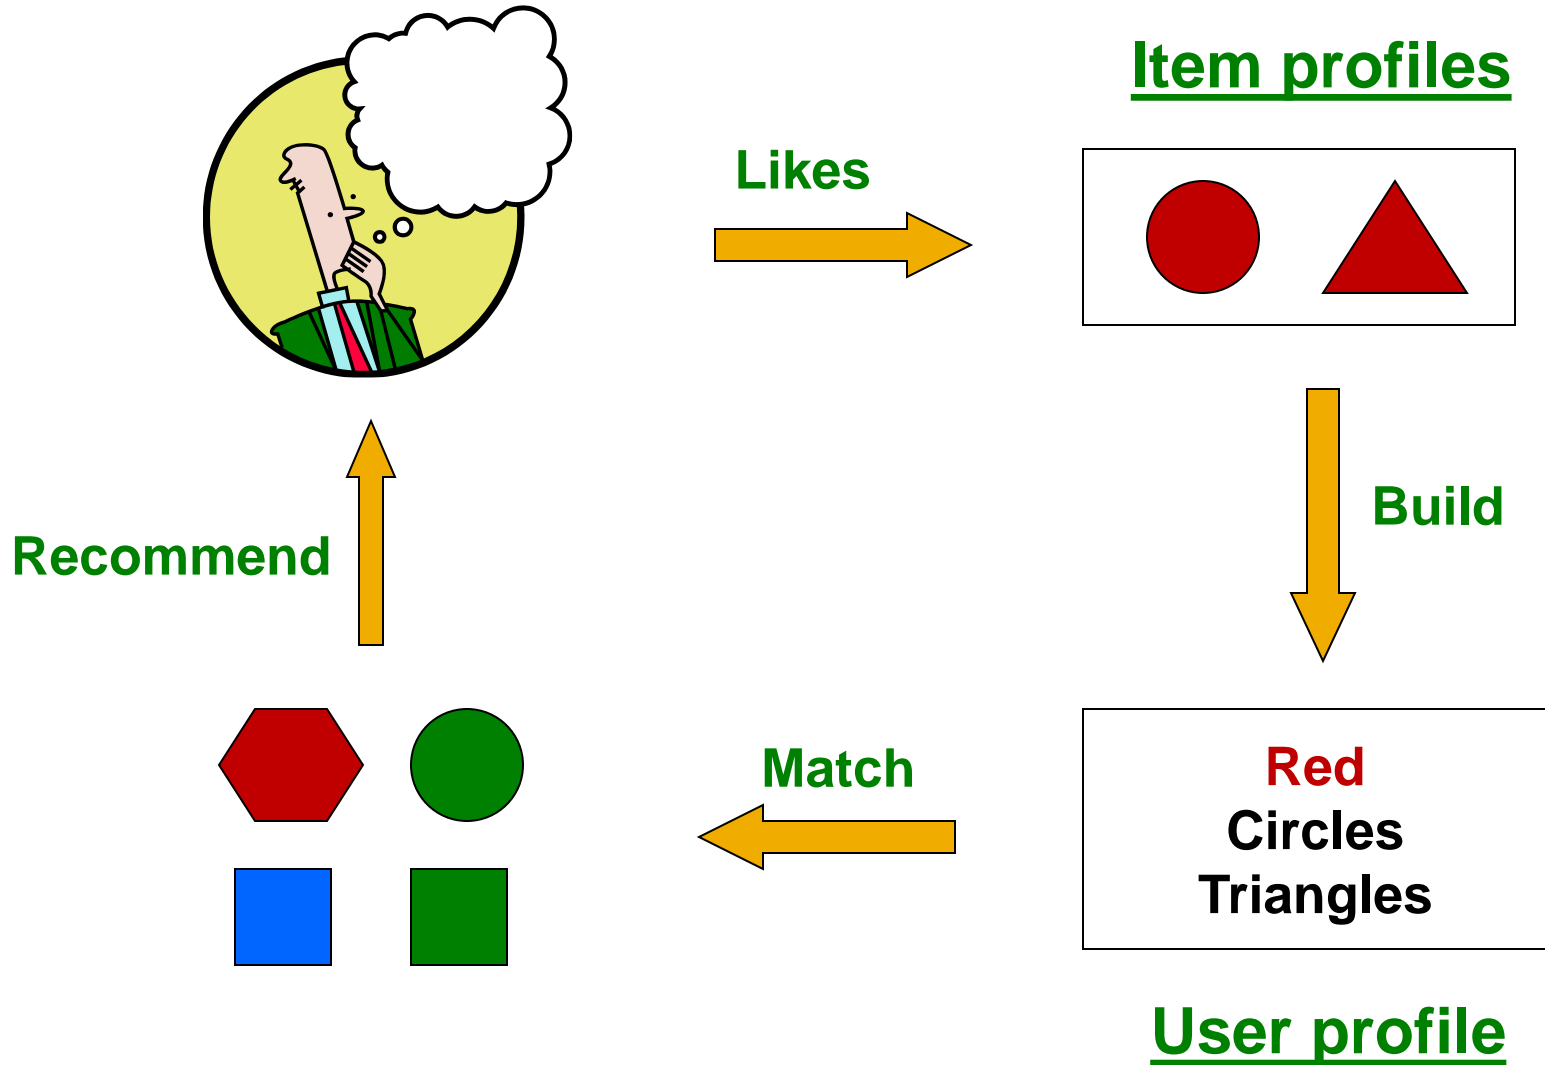 Item profiles
Likes
Build
Recommend
Match
Red
Circles
Triangles
User profile